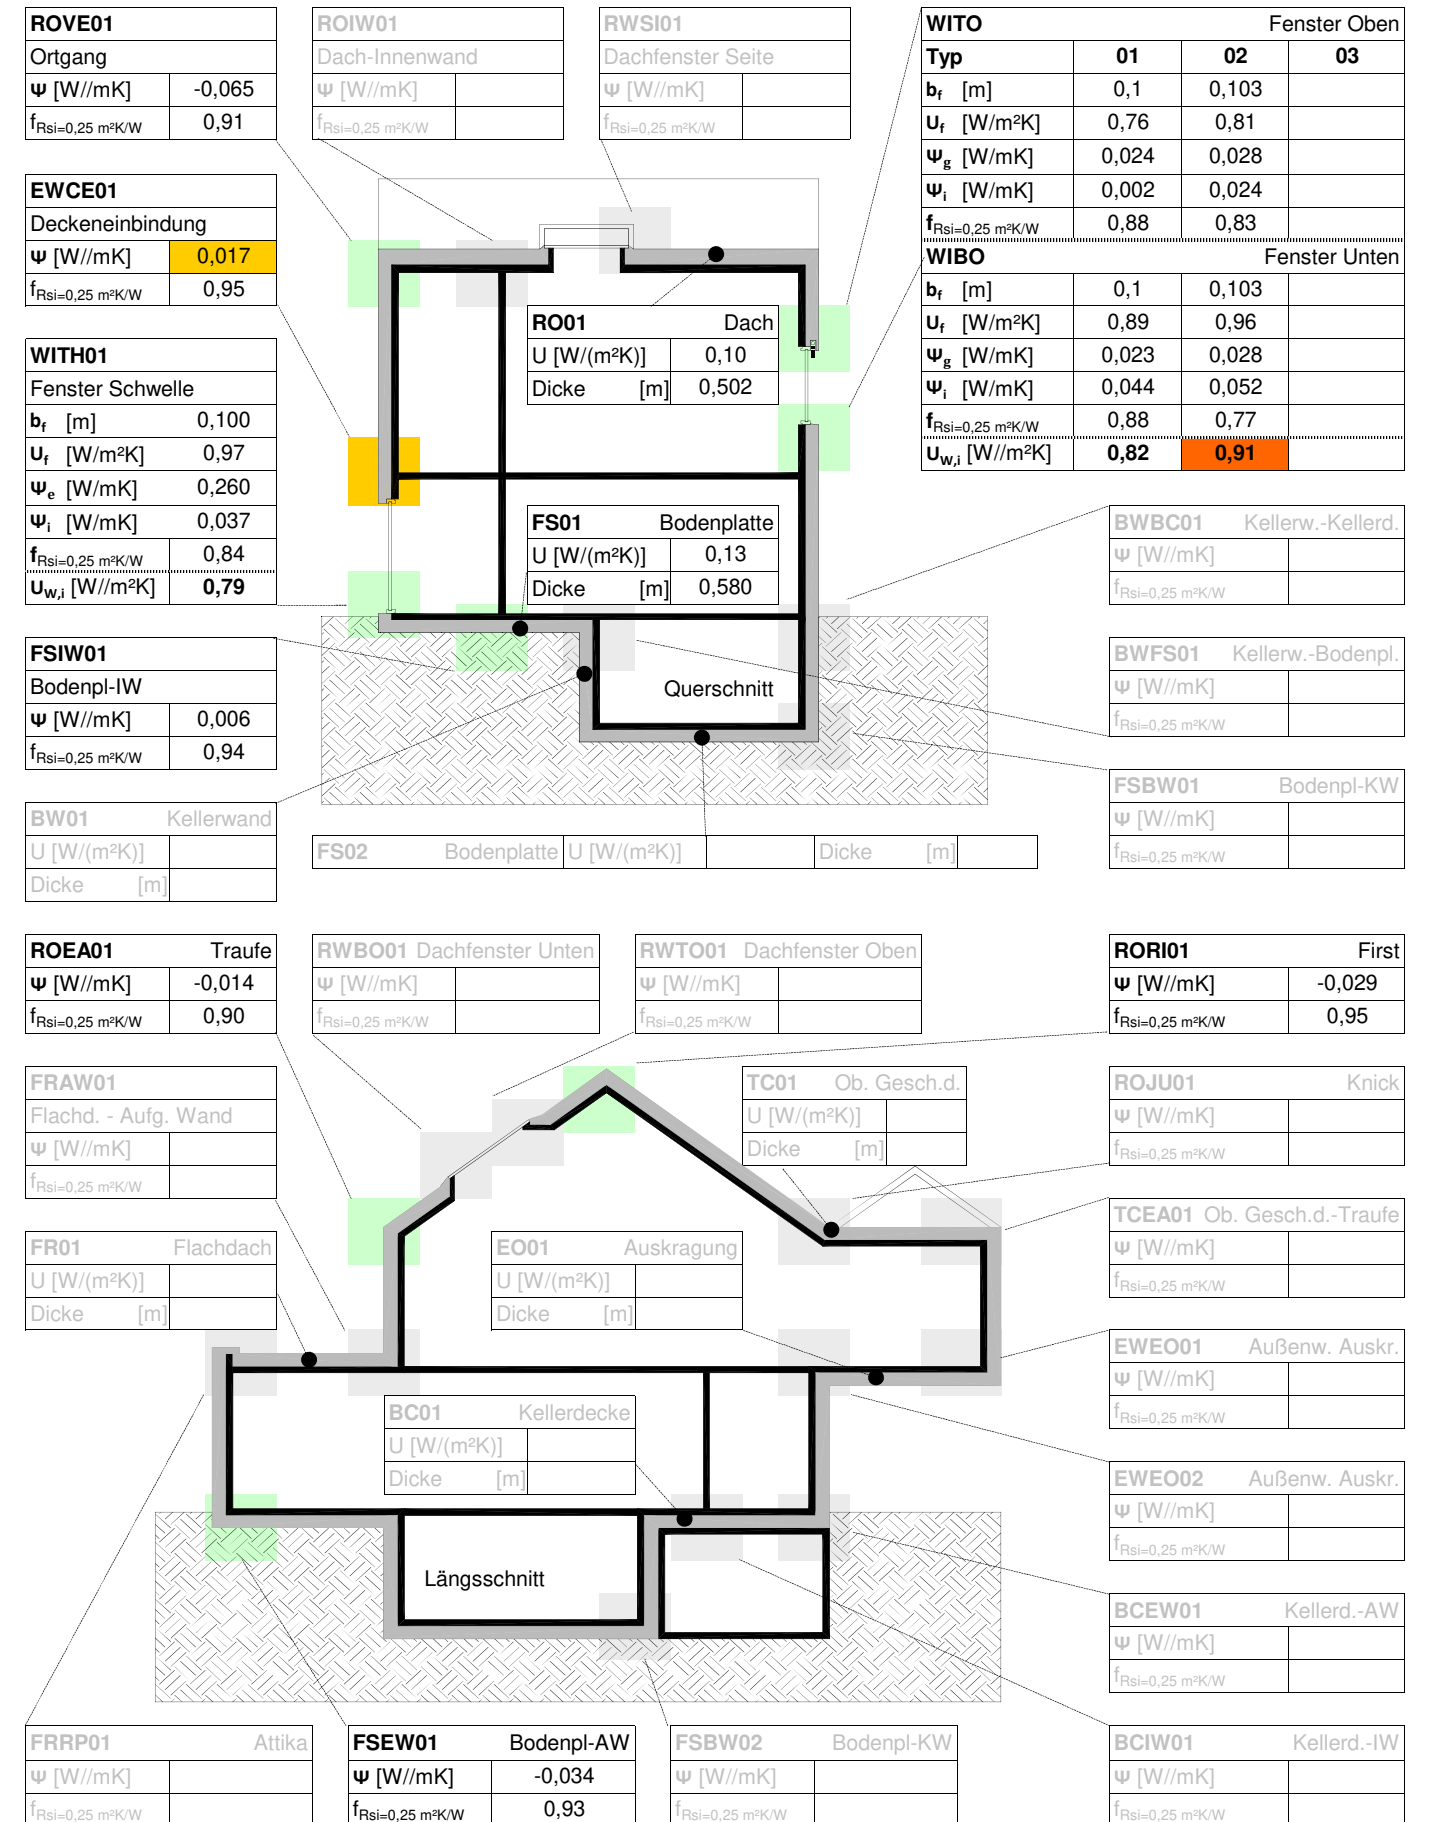 ROVE01
Ortgang
Ψ [W//mK] -0,065
fRsi=0,25 m²K/W 0,91
ROIW01
Dach-Innenwand
Ψ [W//mK]
fRsi=0,25 m²K/W
RWSI01
Dachfenster Seite
Ψ [W//mK]
fRsi=0,25 m²K/W
WITO Fenster Oben
Typ 01 02 03
bf [m] 0,1 0,103
Uf [W/m²K] 0,76 0,81
Ψg [W/mK] 0,024 0,028
Ψi [W/mK] 0,002 0,024
fRsi=0,25 m²K/W 0,88 0,83
WIBO Fenster Unten
bf [m] 0,1 0,103
Uf [W/m²K] 0,89 0,96
Ψg [W/mK] 0,023 0,028
Ψi [W/mK] 0,044 0,052
fRsi=0,25 m²K/W 0,88 0,77
UW,i [W//m²K] 0,82 0,91
EWCE01
Deckeneinbindung
Ψ [W//mK] 0,017
fRsi=0,25 m²K/W 0,95
WITH01
Fenster Schwelle
bf [m] 0,100
Uf [W/m²K] 0,97
Ψe [W/mK] 0,260
Ψi [W/mK] 0,037
fRsi=0,25 m²K/W 0,84
UW,i [W//m²K] 0,79
RO01 Dach
U [W/(m²K)] 0,10
Dicke [m] 0,502
FS01 Bodenplatte
U [W/(m²K)] 0,13
Dicke [m] 0,580
Querschnitt
BWBC01 Kellerw.-Kellerd.
Ψ [W//mK]
fRsi=0,25 m²K/W
FSIW01
Bodenpl-IW
Ψ [W//mK] 0,006
fRsi=0,25 m²K/W 0,94
BWFS01 Kellerw.-Bodenpl.
Ψ [W//mK]
fRsi=0,25 m²K/W
FSBW01 Bodenpl-KW
Ψ [W//mK]
fRsi=0,25 m²K/W
BW01 Kellerwand
U [W/(m²K)]
Dicke [m]
FS02 Bodenplatte U [W/(m²K)] Dicke [m]
ROEA01 Traufe
Ψ [W//mK] -0,014
fRsi=0,25 m²K/W 0,90
RWBO01 Dachfenster Unten
Ψ [W//mK]
fRsi=0,25 m²K/W
RWTO01 Dachfenster Oben
Ψ [W//mK]
fRsi=0,25 m²K/W
RORI01 First
Ψ [W//mK] -0,029
fRsi=0,25 m²K/W 0,95
FRAW01
Flachd. - Aufg. Wand
Ψ [W//mK]
fRsi=0,25 m²K/W
TC01 Ob. Gesch.d.
U [W/(m²K)]
Dicke [m]
ROJU01 Knick
Ψ [W//mK]
fRsi=0,25 m²K/W
TCEA01 Ob. Gesch.d.-Traufe
Ψ [W//mK]
fRsi=0,25 m²K/W
FR01 Flachdach
U [W/(m²K)]
Dicke [m]
EO01 Auskragung
U [W/(m²K)]
Dicke [m]
EWEO01 Außenw. Auskr.
Ψ [W//mK]
fRsi=0,25 m²K/W
BC01 Kellerdecke
U [W/(m²K)]
Dicke [m]
EWEO02 Außenw. Auskr.
Ψ [W//mK]
fRsi=0,25 m²K/W
Längsschnitt
BCEW01 Kellerd.-AW
Ψ [W//mK]
fRsi=0,25 m²K/W
FRRP01 Attika
Ψ [W//mK]
fRsi=0,25 m²K/W
FSEW01 Bodenpl-AW
Ψ [W//mK] -0,034
fRsi=0,25 m²K/W 0,93
FSBW02 Bodenpl-KW
Ψ [W//mK]
fRsi=0,25 m²K/W
BCIW01 Kellerd.-IW
Ψ [W//mK]
fRsi=0,25 m²K/W